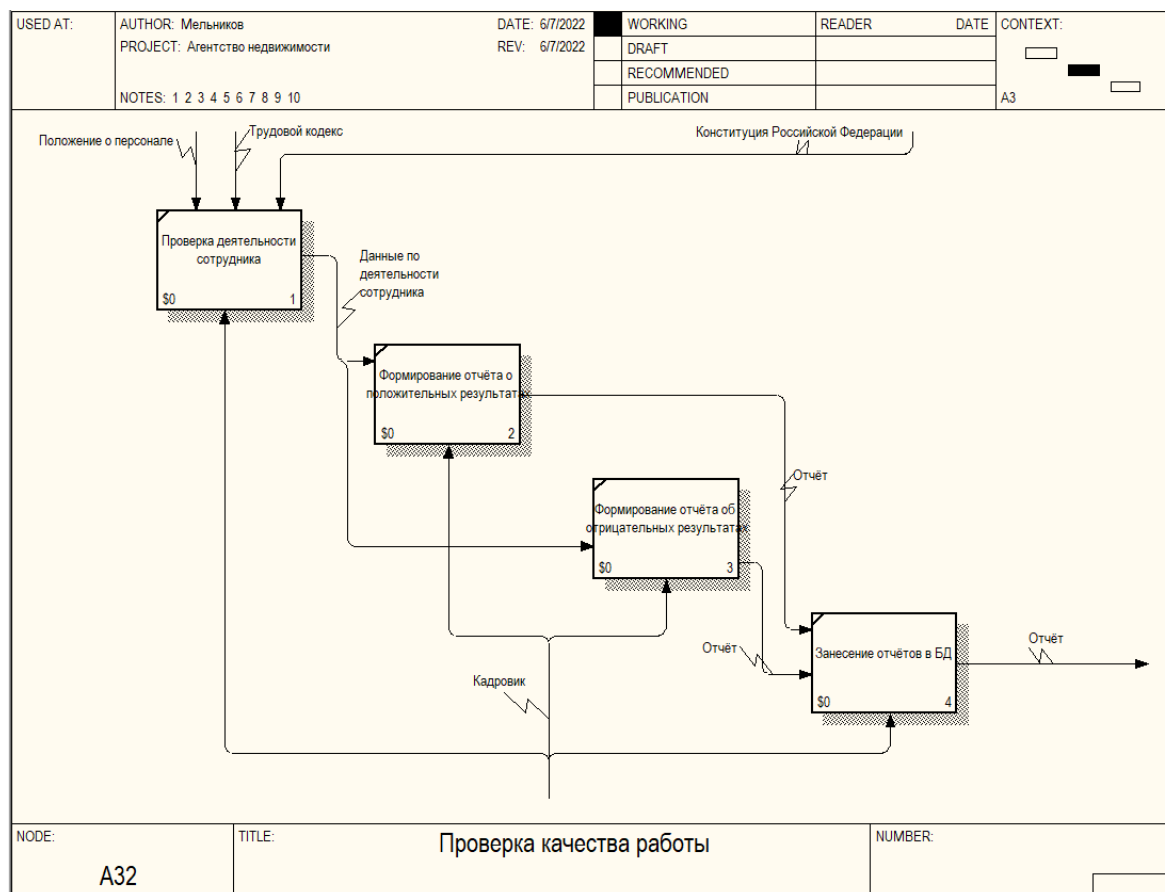 USED AT:
AUTHOR: Мельников
DATE: 6/7/2022
PROJECT: Агентство недвижимости
REV: 6/7/2022
NOTES: 1 2 3 4 5 6 7 8 9 10
WORKING
DRAFT
RECOMMENDED
PUBLICATION
READER
DATE
CONTEXT:
A3
Положение о персонале
Трудовой кодекс
Конституция Российской Федерации
Проверка деятельности
сотрудника
$0
1
Данные по
деятельности
сотрудника
Формирование отчёта о
положительных результатах
$0
2
Отчёт
Формирование отчёта об
отрицательных результатах
$0
3
Отчёт
Занесение отчётов в БД
$0
4
Отчёт
Кадровик
NODE:
A32
TITLE:
Проверка качества работы
NUMBER: